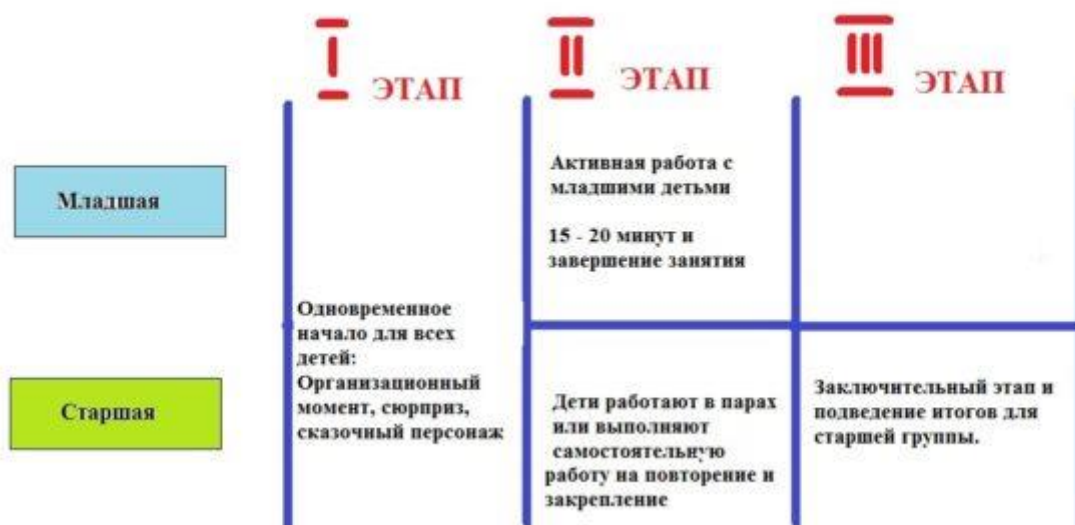 I ЭТАП
II ЭТАП
III ЭТАП
Младшая
Активная работа с
младшими детьми
15 - 20 минут и
завершение занятия
Одновременное
начало для всех
детей:
Организационный
момент, сюрприз,
сказочный персонаж
Старшая
Дети работают в парах
или выполняют
самостоятельную
работу на повторение и
закрепление
Заключительный этап и
подведение итогов для
старшей группы.